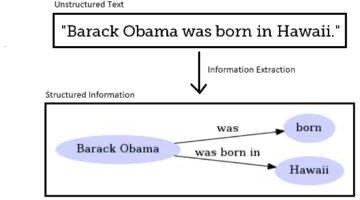 Unstructured Text
"Barack Obama was born in Hawaii."
Information Extraction
Structured Information
was
born
Barack Obama
was born in
Hawaii